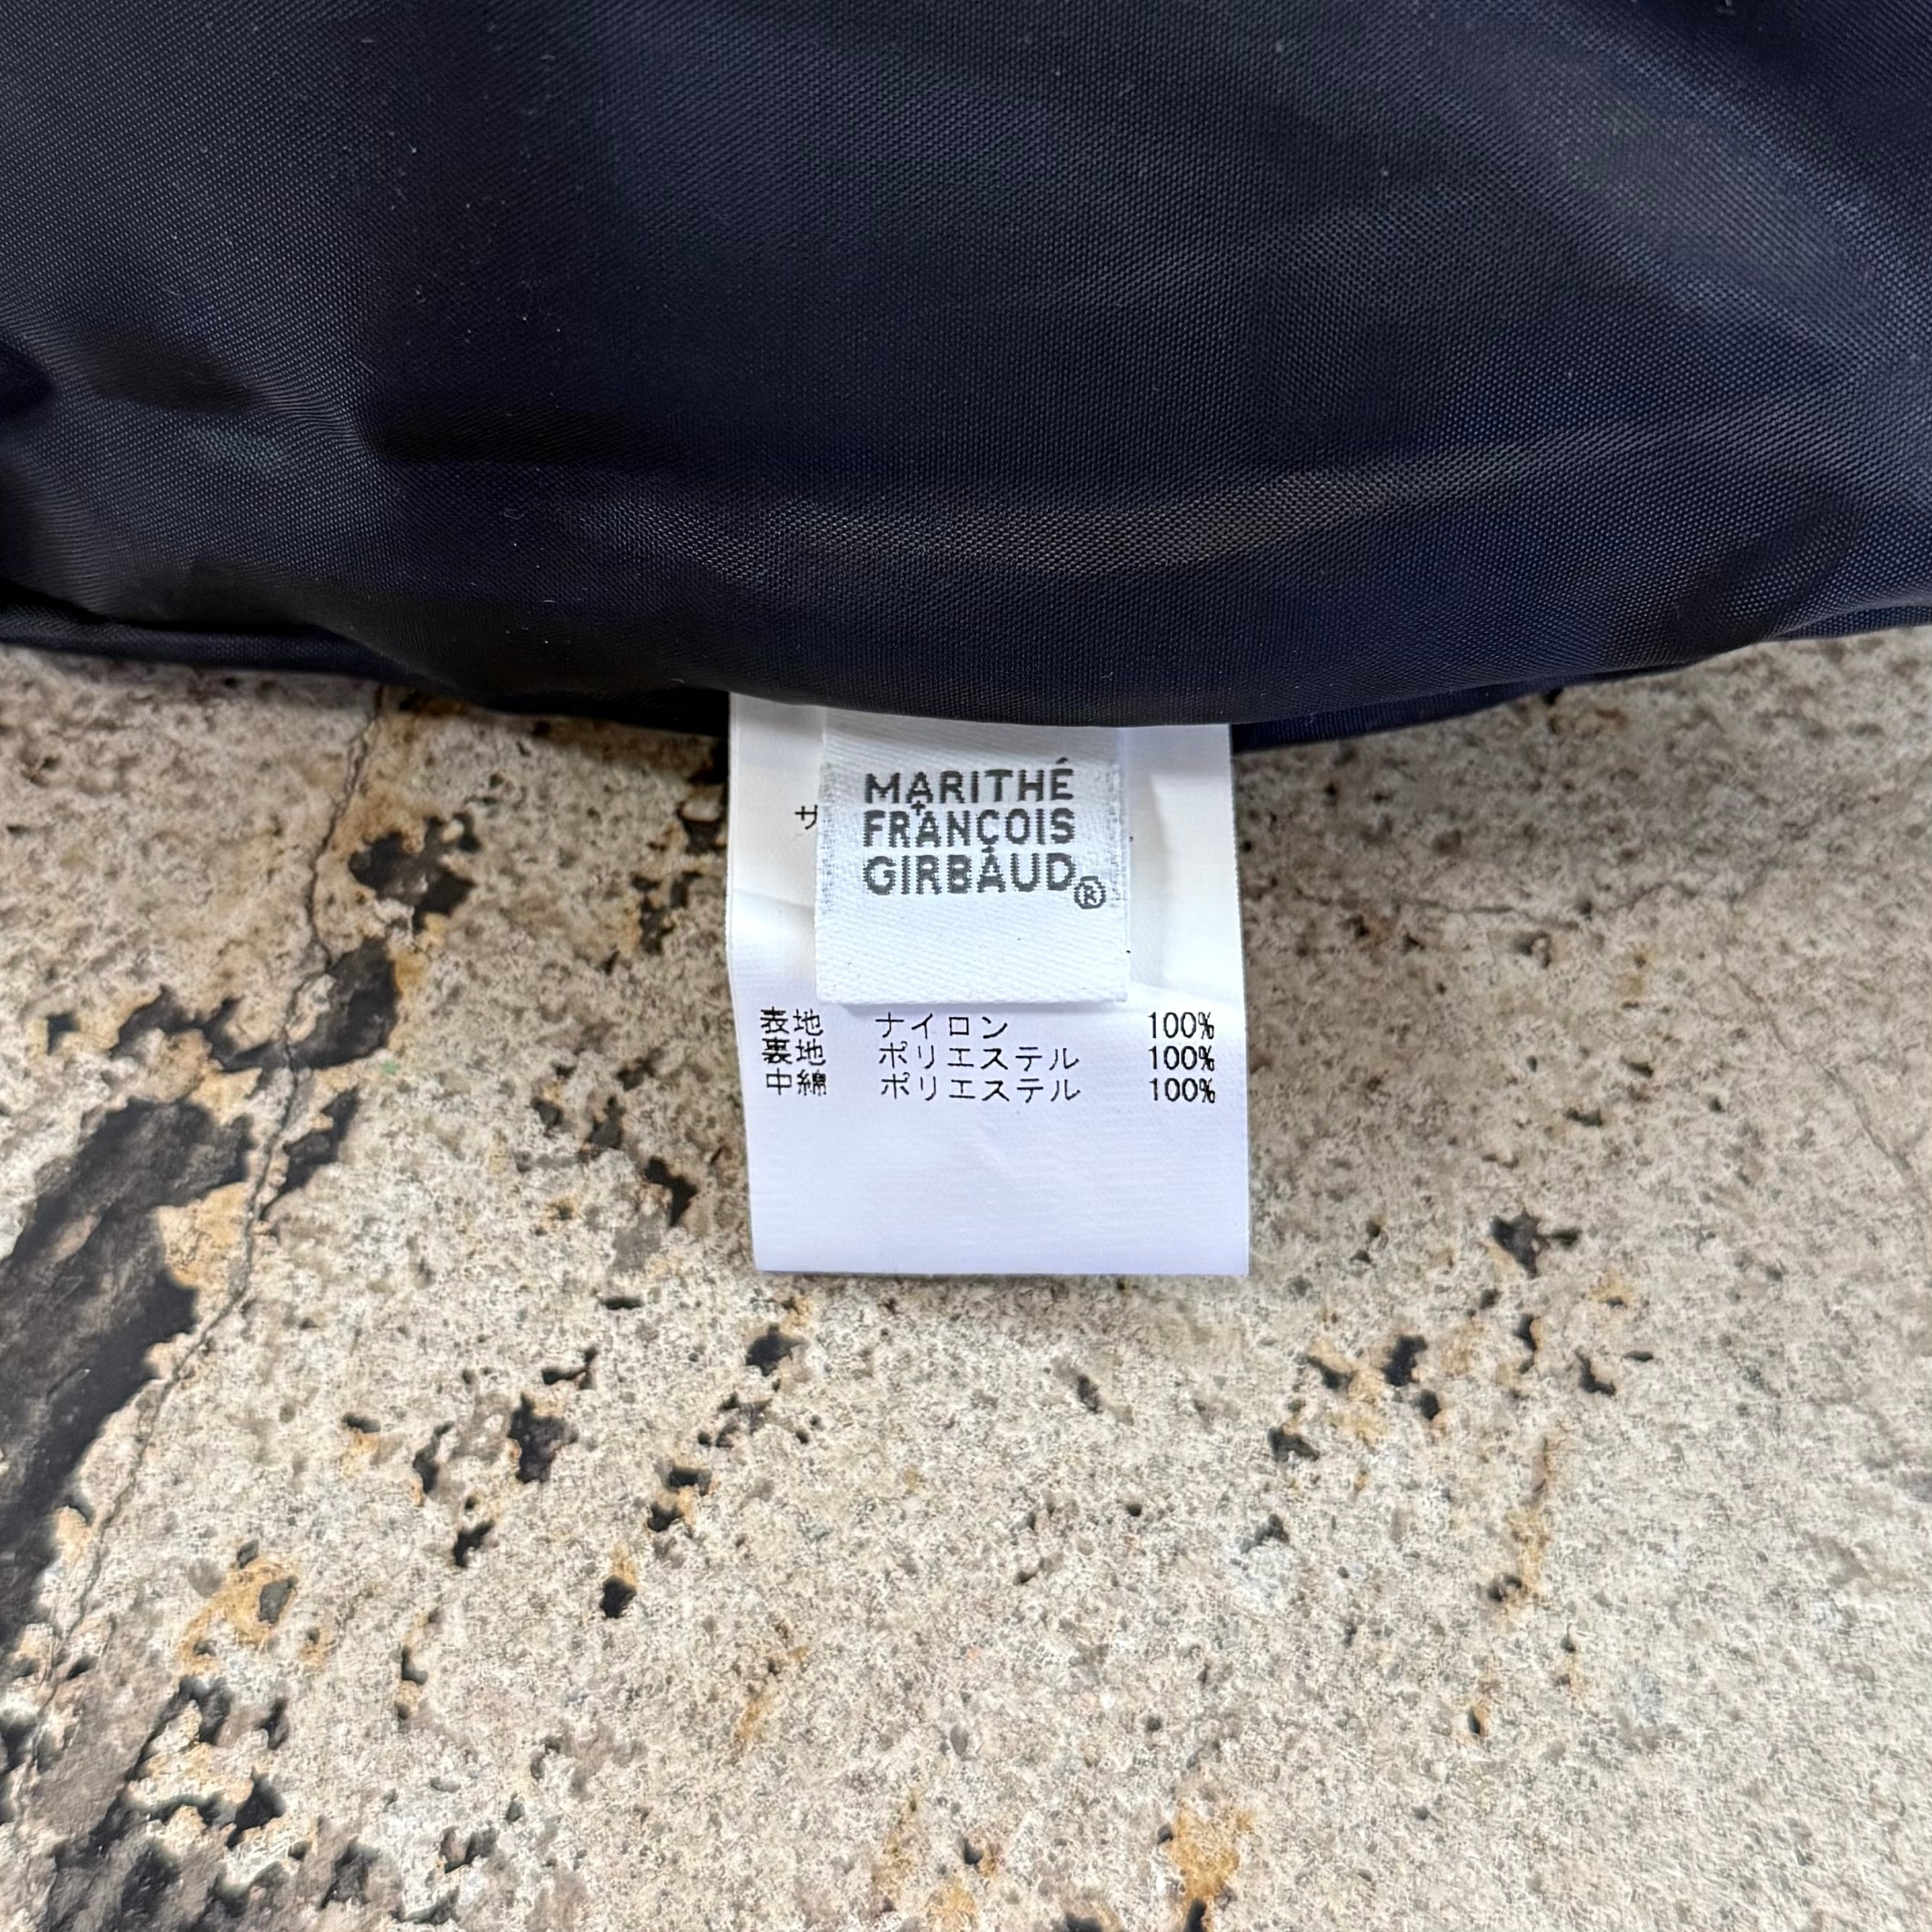 MARITHÉ
+
FRANÇOIS
GIRBAUD®
サ
表地 ナイロン 100%
裏地 ポリエステル 100%
中綿 ポリエステル 100%